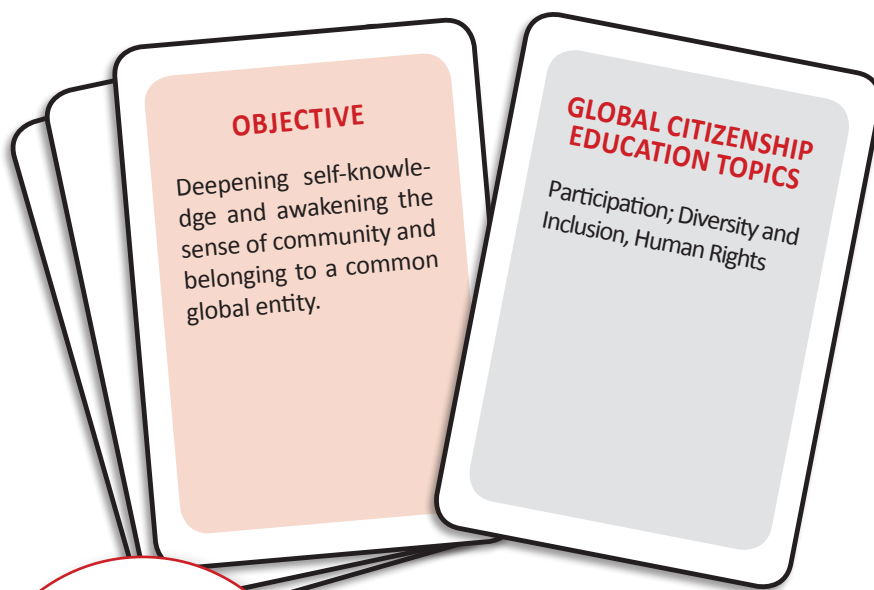 OBJECTIVE
Deepening self-knowle-
dge and awakening the
sense of community and
belonging to a common
global entity.
GLOBAL CITIZENSHIP
EDUCATION TOPICS
Participation; Diversity and
Inclusion, Human Rights